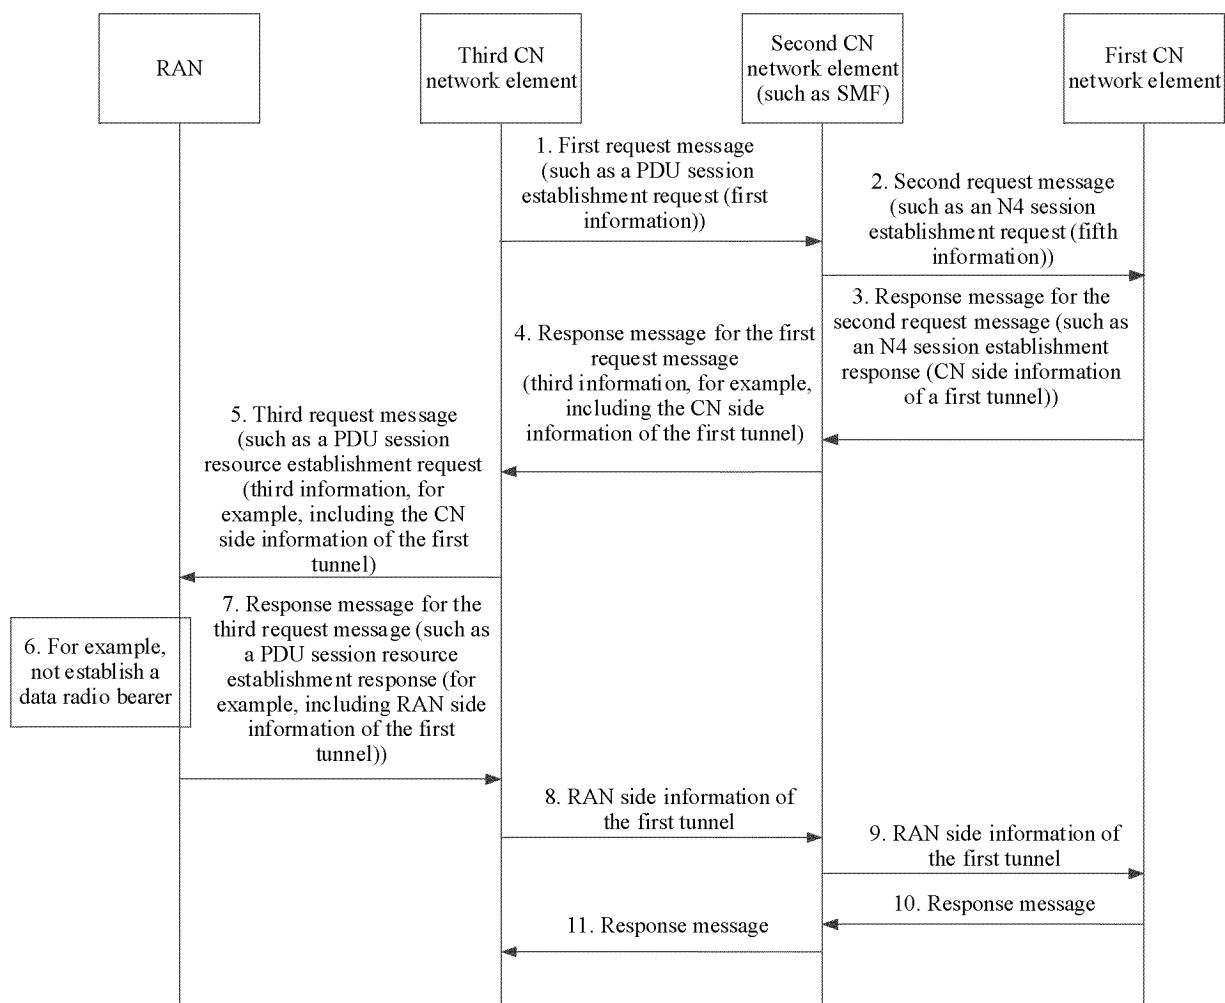 RAN
Third CN
network element
Second CN
network element
(such as SMF)
First CN
network element
1. First request message
(such as a PDU session
establishment request (first
information))
2. Second request message
(such as an N4 session
establishment request (fifth
information))
3. Response message for the
second request message (such as
an N4 session establishment
response (CN side information
of a first tunnel))
4. Response message for the first
request message
(third information, for example,
including the CN side
information of the first tunnel)
5. Third request message
(such as a PDU session
resource establishment request
(third information, for
example, including the CN
side information of the first
tunnel)
6. For example,
not establish a
data radio bearer
7. Response message for the
third request message (such as
a PDU session resource
establishment response (for
example, including RAN side
information of the first
tunnel))
8. RAN side information of
the first tunnel
9. RAN side information of
the first tunnel
10. Response message
11. Response message